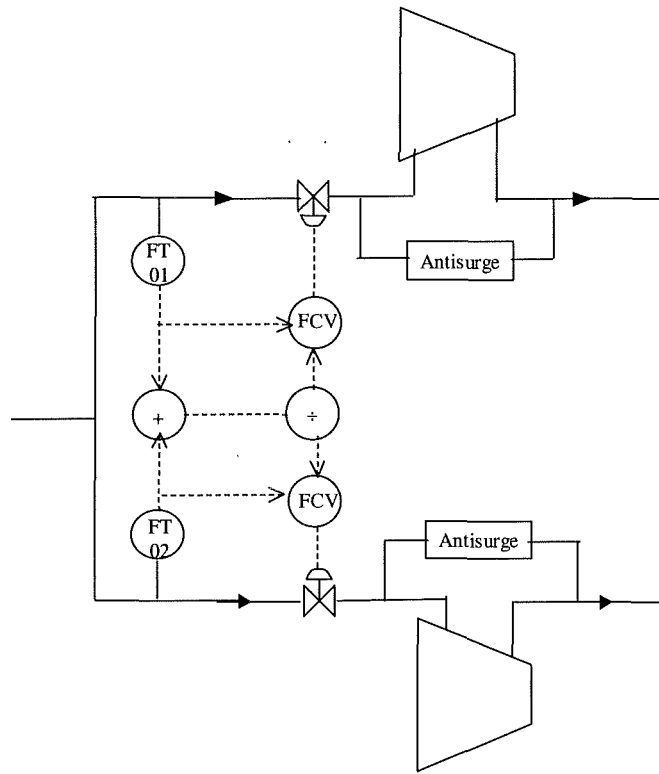 FT
01
Antisurge
FCV
+
÷
FCV
FT
02
Antisurge